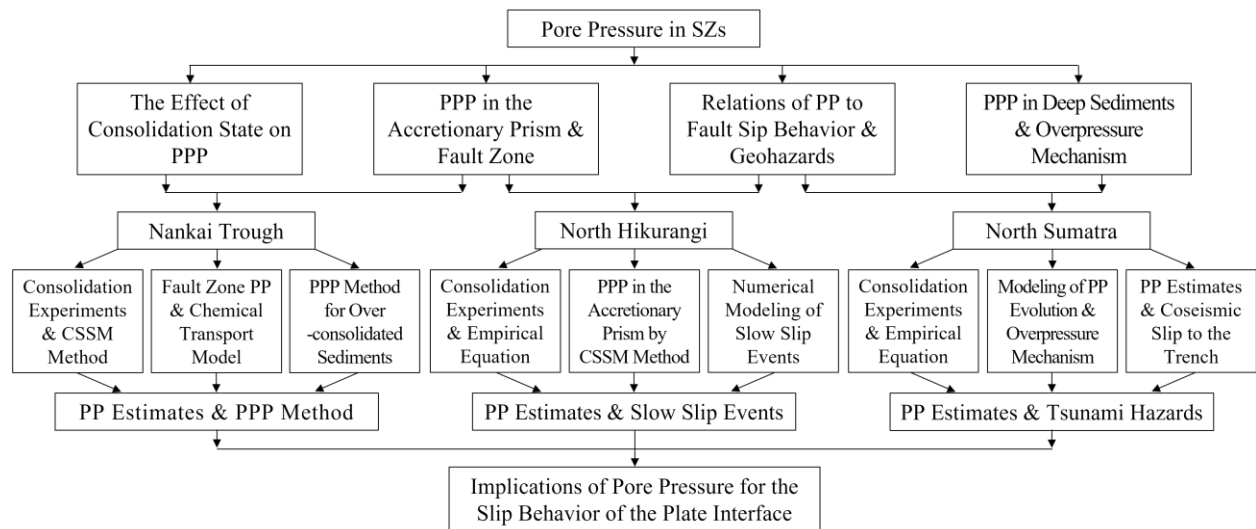 Pore Pressure in SZs
The Effect of
Consolidation State on
PPP
PPP in the
Accretionary Prism &
Fault Zone
Relations of PP to
Fault Sip Behavior &
Geohazards
PPP in Deep Sediments
& Overpressure
Mechanism
Nankai Trough
North Hikurangi
North Sumatra
Consolidation
Experiments
& CSSM
Method
Fault Zone PP
& Chemical
Transport
Model
PPP Method
for Over
-consolidated
Sediments
Consolidation
Experiments
& Empirical
Equation
PPP in the
Accretionary
Prism by
CSSM Method
Numerical
Modeling of
Slow Slip
Events
Consolidation
Experiments
& Empirical
Equation
Modeling of PP
Evolution &
Overpressure
Mechanism
PP Estimates
& Coseismic
Slip to the
Trench
PP Estimates & PPP Method
PP Estimates & Slow Slip Events
PP Estimates & Tsunami Hazards
Implications of Pore Pressure for the
Slip Behavior of the Plate Interface